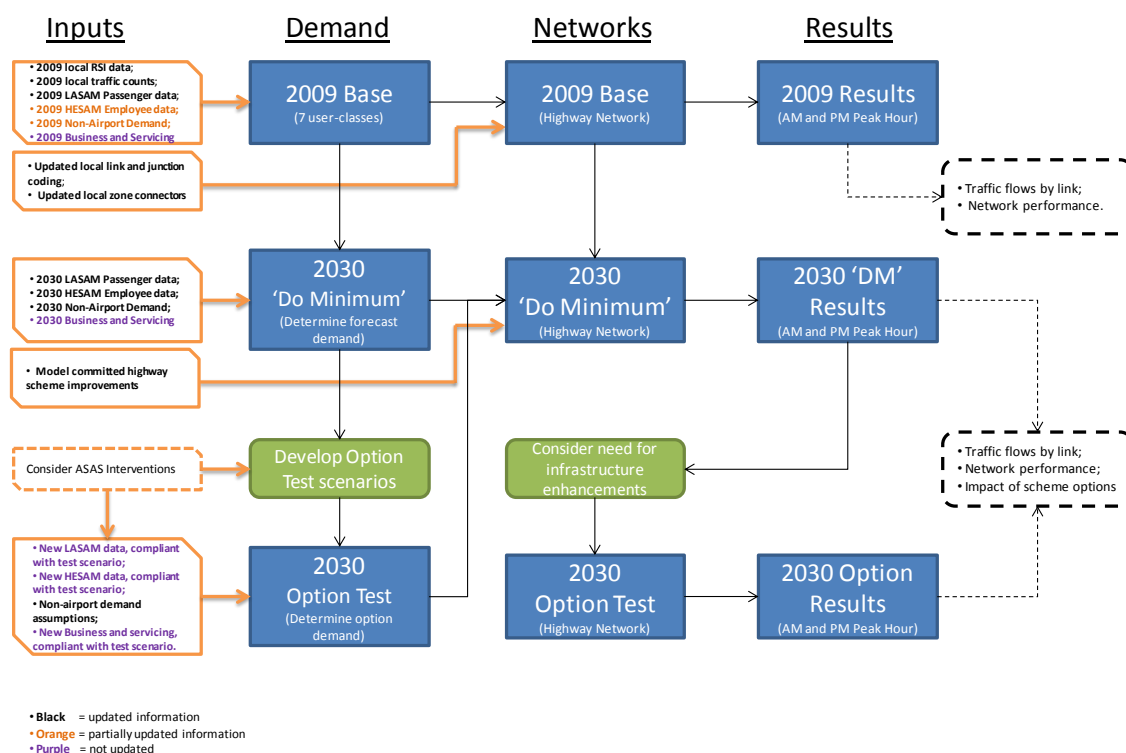 Inputs
Demand
Networks
Results
• 2009 local RSI data;
• 2009 local traffic counts;
• 2009 LASAM Passenger data;
• 2009 HESAM Employee data;
• 2009 Non-Airport Demand;
• 2009 Business and Servicing
2009 Base
(7 user-classes)
2009 Base
(Highway Network)
2009 Results
(AM and PM Peak Hour)
• Updated local link and junction
coding;
• Updated local zone connectors
• Traffic flows by link;
• Network performance.
• 2030 LASAM Passenger data;
• 2030 HESAM Employee data;
• 2030 Non-Airport Demand;
• 2030 Business and Servicing
2030
‘Do Minimum’
(Determine forecast
demand)
2030
‘Do Minimum’
(Highway Network)
2030 ‘DM’
Results
(AM and PM Peak Hour)
• Model committed highway
scheme improvements
Consider ASAS Interventions
Develop Option
Test scenarios
Consider need for
infrastructure
enhancements
• Traffic flows by link;
• Network performance;
• Impact of scheme options
• New LASAM data, compliant
with test scenario;
• New HESAM data, compliant
with test scenario;
• Non-airport demand
assumptions;
• New Business and servicing,
compliant with test scenario.
2030
Option Test
(Determine option
demand)
2030
Option Test
(Highway Network)
2030 Option
Results
(AM and PM Peak Hour)
• Black = updated information
• Orange = partially updated information
• Purple = not updated